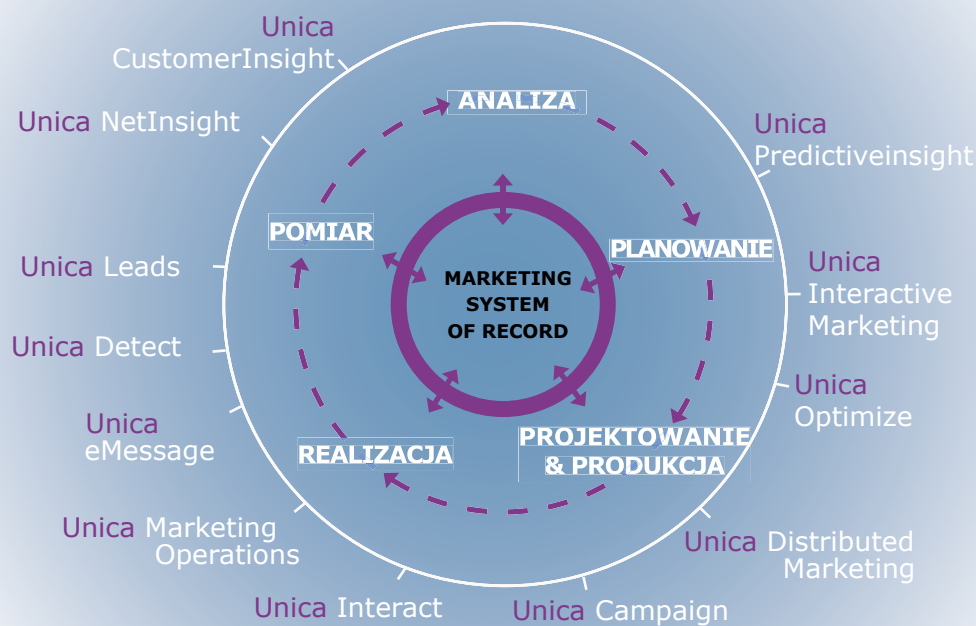 Unica
CustomerInsight
Unica NetInsight
Unica Leads
Unica Detect
Unica
eMessage
Unica Marketing
Operations
Unica Interact
Unica Campaign
Unica Distributed
Marketing
Unica
Optimize
Unica
Interactive
Marketing
Unica
Predictiveinsight
ANALIZA
PLANOWANIE
PROJEKTOWANIE
& PRODUKCJA
REALIZACJA
POMIAR
MARKETING
SYSTEM
OF RECORD